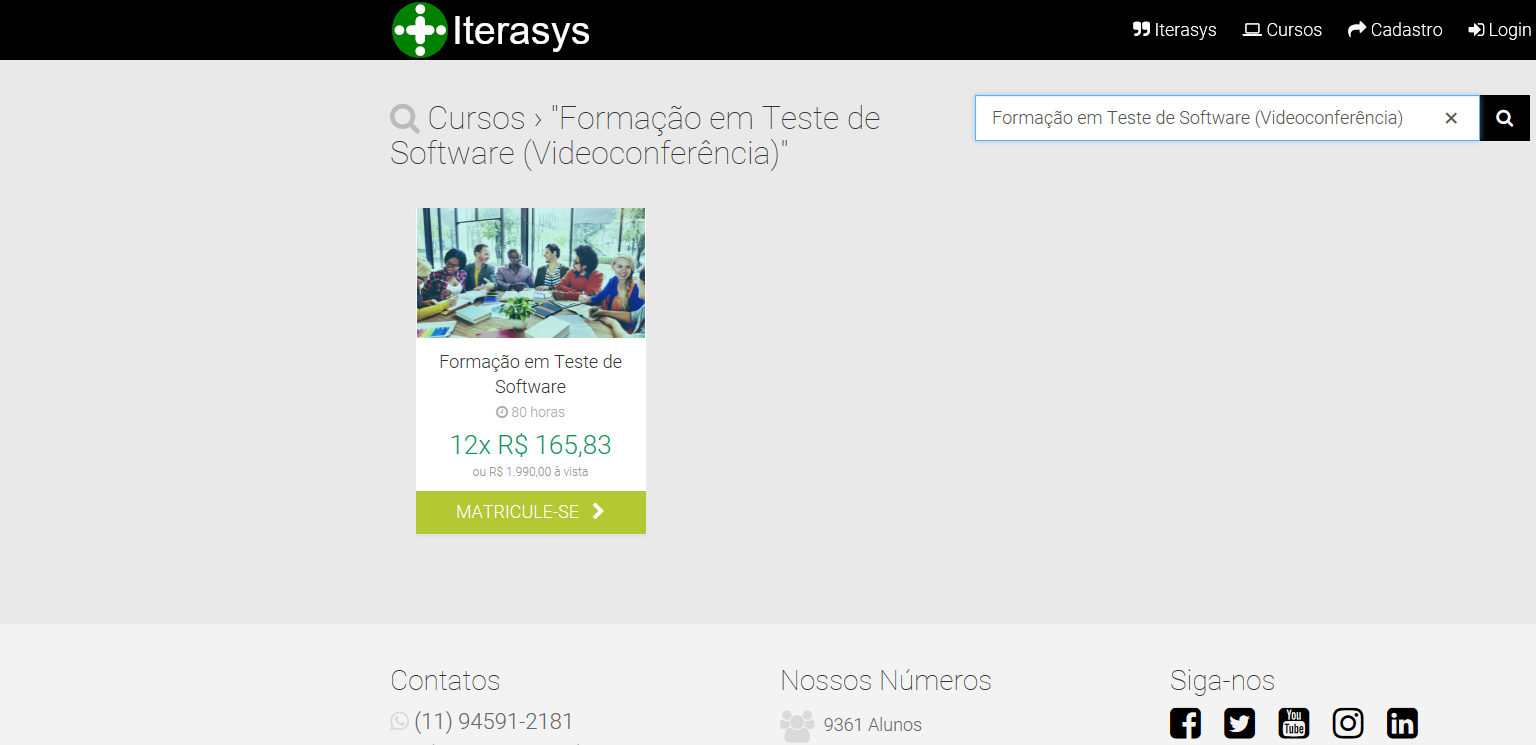 Iterasys
Iterasys
Cursos
Cadastro
Login
Cursos › "Formação em Teste de
Software (Videoconferência)"
Formação em Teste de Software (Videoconferência)
Formação em Teste de
Software
80 horas
12x R$ 165,83
ou R$ 1.990,00 à vista
MATRICULE-SE
Contatos
(11) 94591-2181
Nossos Números
9361 Alunos
Siga-nos
You
Tube
in